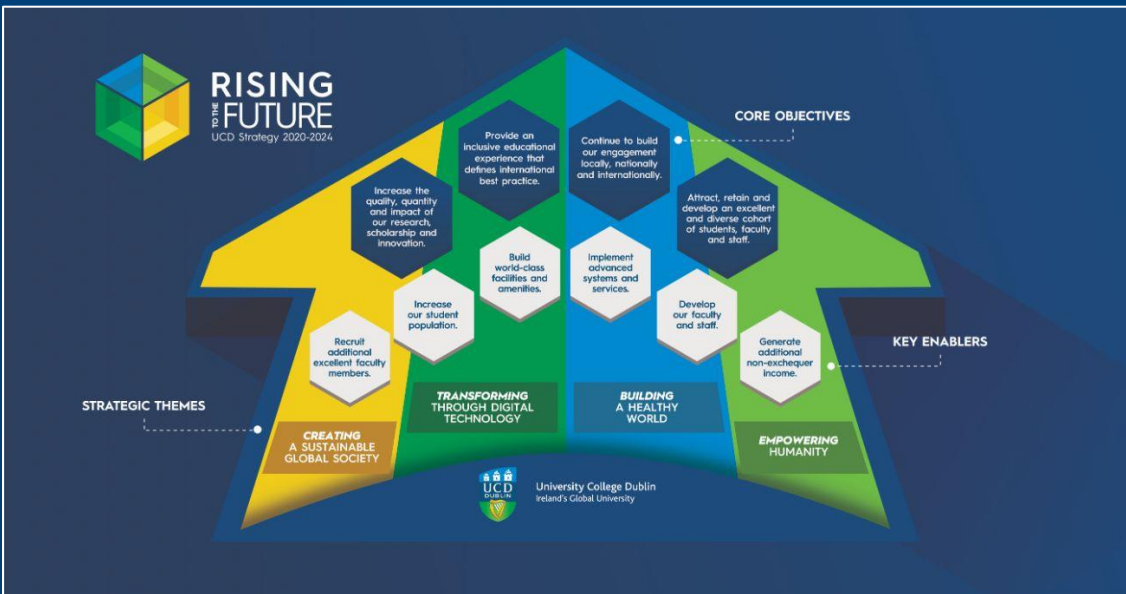 RISING
TO THE
FUTURE
UCD Strategy 2020-2024
CORE OBJECTIVES
Provide an
inclusive educational
experience that
defines international
best practice.
Continue to build
our engagement
locally, nationally
and internationally.
Increase the
quality, quantity
and impact of
our research,
scholarship and
innovation.
Attract, retain and
develop an excellent
and diverse cohort
of students, faculty
and staff.
Build
world-class
facilities and
amenities.
Implement
advanced
systems and
services.
Increase
our student
population.
Develop
our faculty
and staff.
Recruit
additional
excellent faculty
members.
Generate
additional
non-exchequer
income.
KEY ENABLERS
STRATEGIC THEMES
CREATING
A SUSTAINABLE
GLOBAL SOCIETY
TRANSFORMING
THROUGH DIGITAL
TECHNOLOGY
BUILDING
A HEALTHY
WORLD
EMPOWERING
HUMANITY
UCD
DUBLIN
University College Dublin
Ireland's Global University